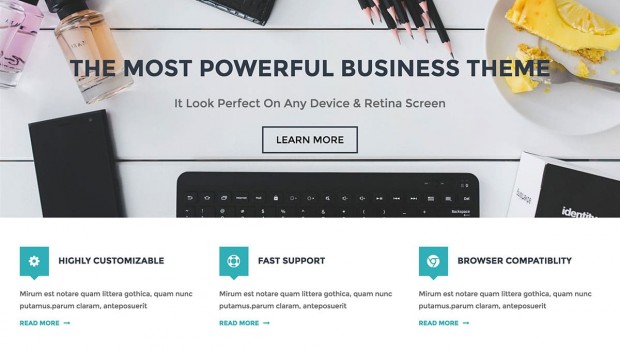 THE MOST POWERFUL BUSINESS THEME
It Look Perfect On Any Device & Retina Screen
LEARN MORE
Backspace
identity
HIGHLY CUSTOMIZABLE
Mirum est notare quam littera gothica, quam nunc
putamus.parum claram, anteposuerit
READ MORE →
FAST SUPPORT
Mirum est notare quam littera gothica, quam nunc
putamus.parum claram, anteposuerit
READ MORE →
BROWSER COMPATIBLITY
Mirum est notare quam littera gothica, quam nunc
putamus.parum claram, anteposuerit
READ MORE →